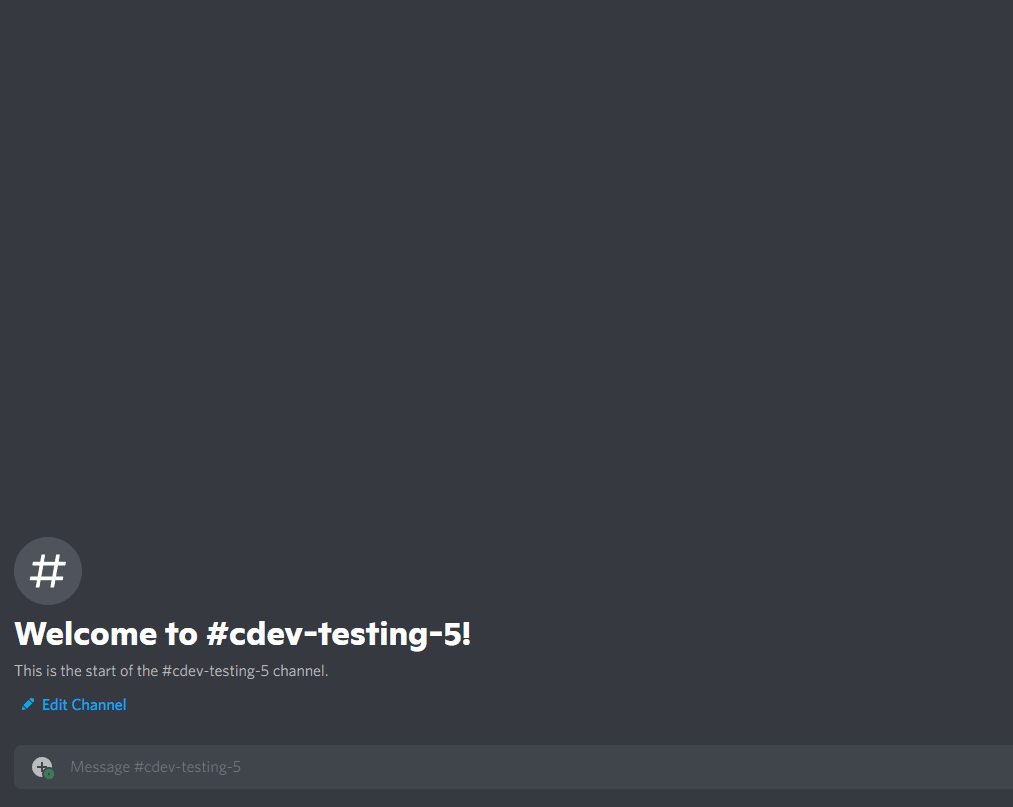 #
Welcome to #cdev-testing-5!
This is the start of the #cdev-testing-5 channel.
Edit Channel
Message #cdev-testing-5